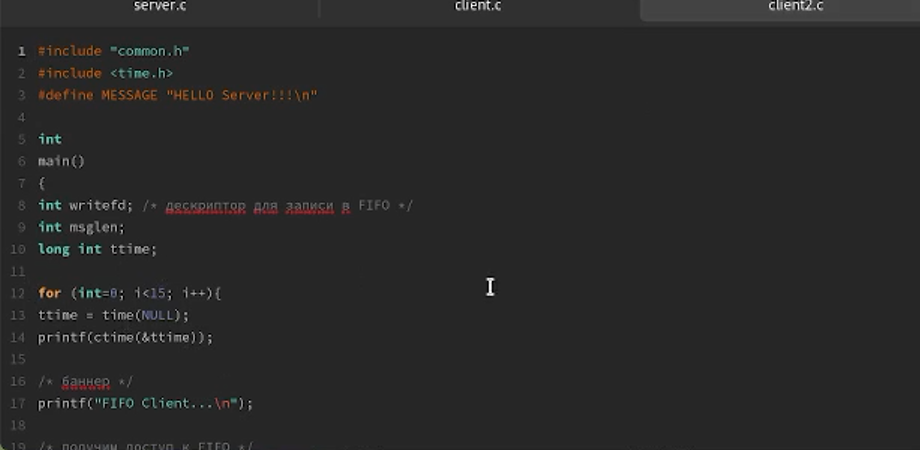 server.c client.c client2.c
1 #include "common.h"
2 #include <time.h>
3 #define MESSAGE "HELLO Server!!!\n"
4
5 int
6 main()
7 {
8 int writefd; /* дескриптор для записи в FIFO */
9 int msglen;
10 long int ttime;
11
12 for (int=0; i<15; i++){
13 ttime = time(NULL);
14 printf(ctime(&ttime));
15
16 /* баннер */
17 printf("FIFO Client...\n");
18
19 /* получим доступ к FIFO */